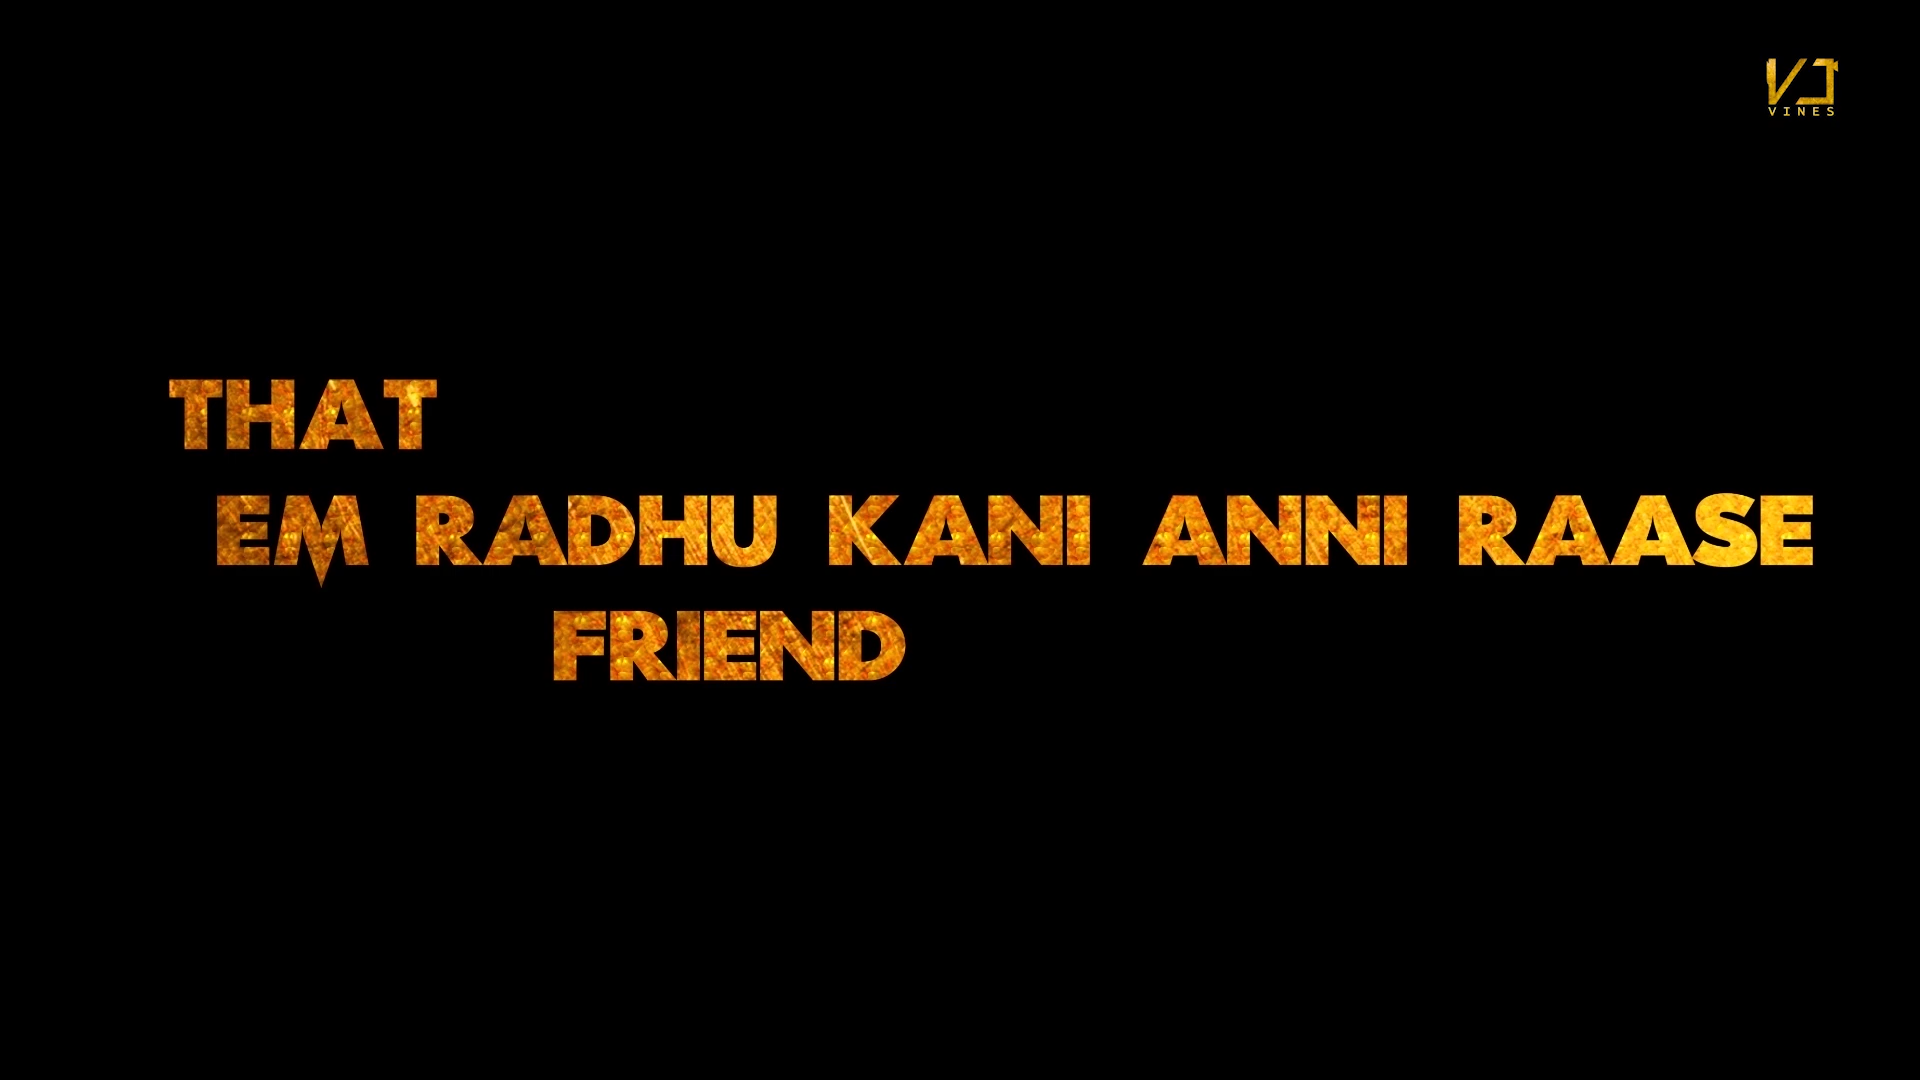 VJ
VINES
THAT
EM RADHU KANI ANNI RAASE
FRIEND